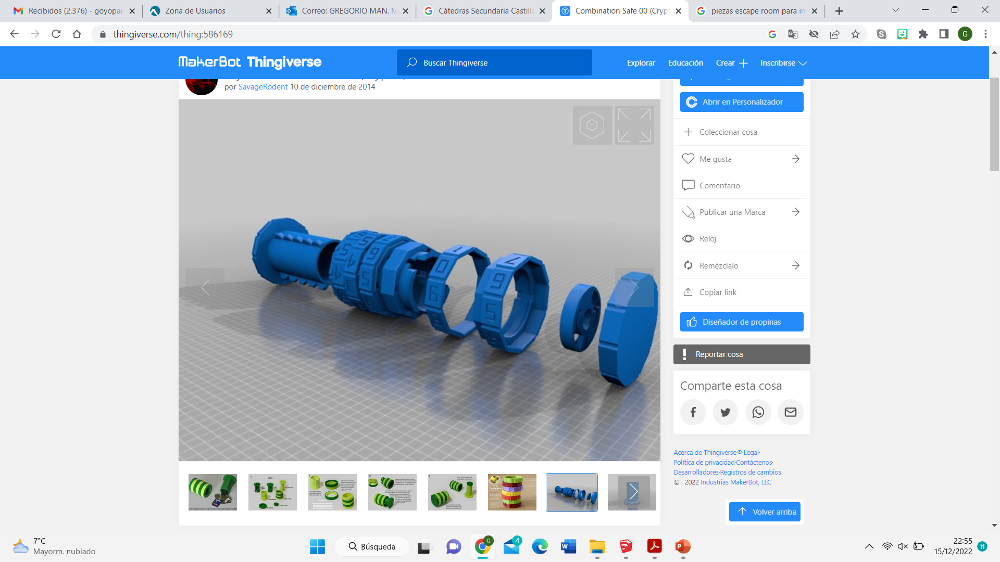 Recibidos (2.376) - goyopar
Zona de Usuarios
Correo: GREGORIO MAN. M
Cátedras Secundaria Castilla
Combination Safe 00 (Cryp
piezas escape room para im
thingiverse.com/thing:586169
G
MakerBot Thingiverse
Buscar Thingiverse
Explorar
Educación
Crear
Inscribirse
por SavageRodent 10 de diciembre de 2014
Abrir en Personalizador
Coleccionar cosa
Me gusta
Comentario
Publicar una Marca
Reloj
Remézclalo
Copiar link
Diseñador de propinas
Reportar cosa
Comparte esta cosa
Acerca de Thingiverse®·Legal·
Política de privacidad·Contáctenos·
Desarrolladores·Registros de cambios
© 2022 Industrias MakerBot, LLC
Volver arriba
7°C
Mayorm. nublado
Búsqueda
G
4
22:55
15/12/2022
11